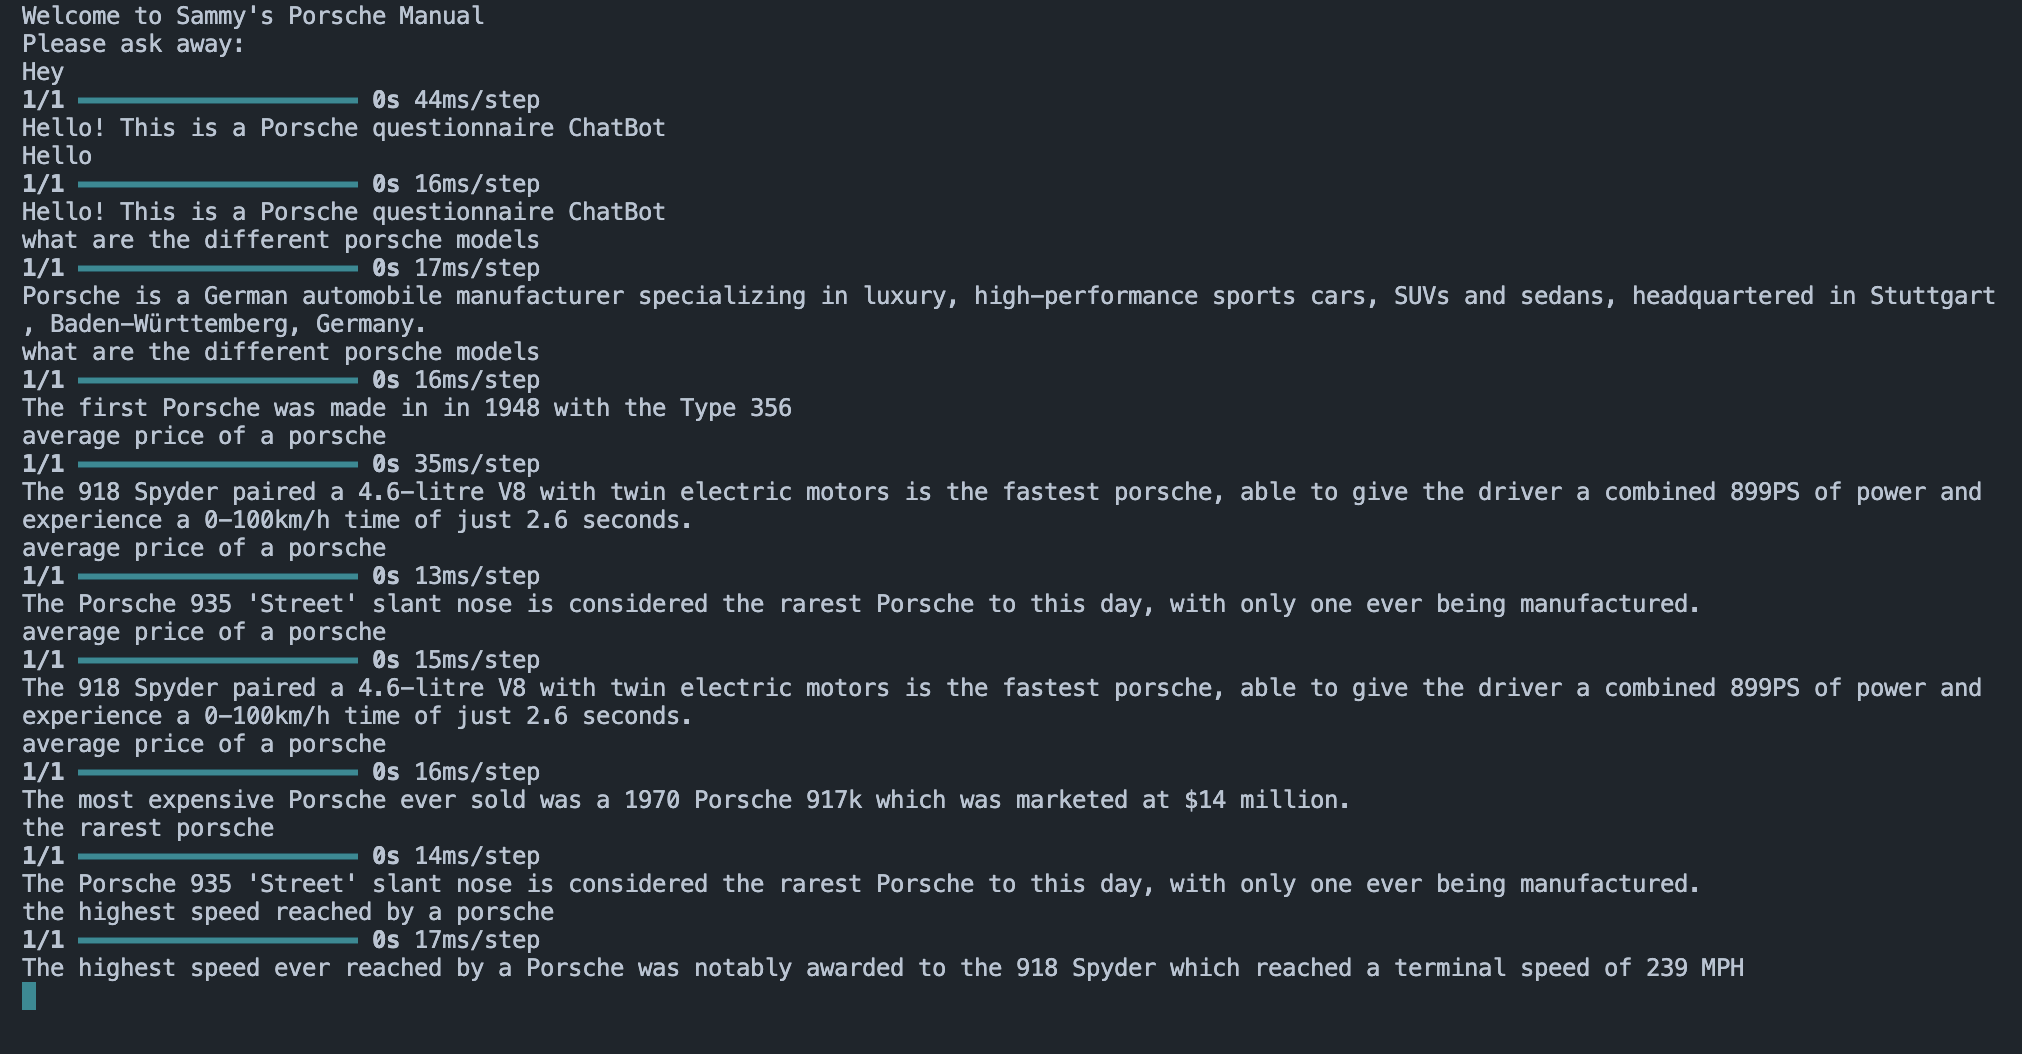 Welcome to Sammy's Porsche Manual
Please ask away:
Hey
1/1 ━━━━━━━━━━━━━━━━━━━━ 0s 44ms/step
Hello! This is a Porsche questionnaire ChatBot
Hello
1/1 ━━━━━━━━━━━━━━━━━━━━ 0s 16ms/step
Hello! This is a Porsche questionnaire ChatBot
what are the different porsche models
1/1 ━━━━━━━━━━━━━━━━━━━━ 0s 17ms/step
Porsche is a German automobile manufacturer specializing in luxury, high-performance sports cars, SUVs and sedans, headquartered in Stuttgart
, Baden-Württemberg, Germany.
what are the different porsche models
1/1 ━━━━━━━━━━━━━━━━━━━━ 0s 16ms/step
The first Porsche was made in in 1948 with the Type 356
average price of a porsche
1/1 ━━━━━━━━━━━━━━━━━━━━ 0s 35ms/step
The 918 Spyder paired a 4.6-litre V8 with twin electric motors is the fastest porsche, able to give the driver a combined 899PS of power and
experience a 0-100km/h time of just 2.6 seconds.
average price of a porsche
1/1 ━━━━━━━━━━━━━━━━━━━━ 0s 13ms/step
The Porsche 935 'Street' slant nose is considered the rarest Porsche to this day, with only one ever being manufactured.
average price of a porsche
1/1 ━━━━━━━━━━━━━━━━━━━━ 0s 15ms/step
The 918 Spyder paired a 4.6-litre V8 with twin electric motors is the fastest porsche, able to give the driver a combined 899PS of power and
experience a 0-100km/h time of just 2.6 seconds.
average price of a porsche
1/1 ━━━━━━━━━━━━━━━━━━━━ 0s 16ms/step
The most expensive Porsche ever sold was a 1970 Porsche 917k which was marketed at $14 million.
the rarest porsche
1/1 ━━━━━━━━━━━━━━━━━━━━ 0s 14ms/step
The Porsche 935 'Street' slant nose is considered the rarest Porsche to this day, with only one ever being manufactured.
the highest speed reached by a porsche
1/1 ━━━━━━━━━━━━━━━━━━━━ 0s 17ms/step
The highest speed ever reached by a Porsche was notably awarded to the 918 Spyder which reached a terminal speed of 239 MPH